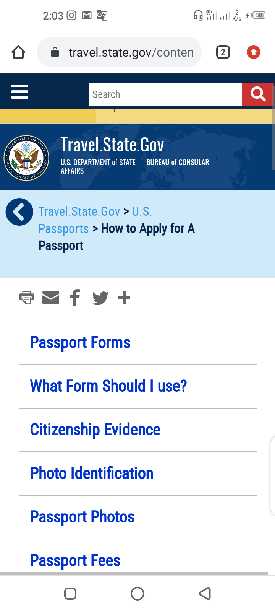 2:03
travel.state.gov/conten
2
Search
Travel.State.Gov
U.S. DEPARTMENT of STATE BUREAU of CONSULAR
AFFAIRS
Travel.State.Gov > U.S.
Passports > How to Apply for A
Passport
Passport Forms
What Form Should I use?
Citizenship Evidence
Photo Identification
Passport Photos
Passport Fees